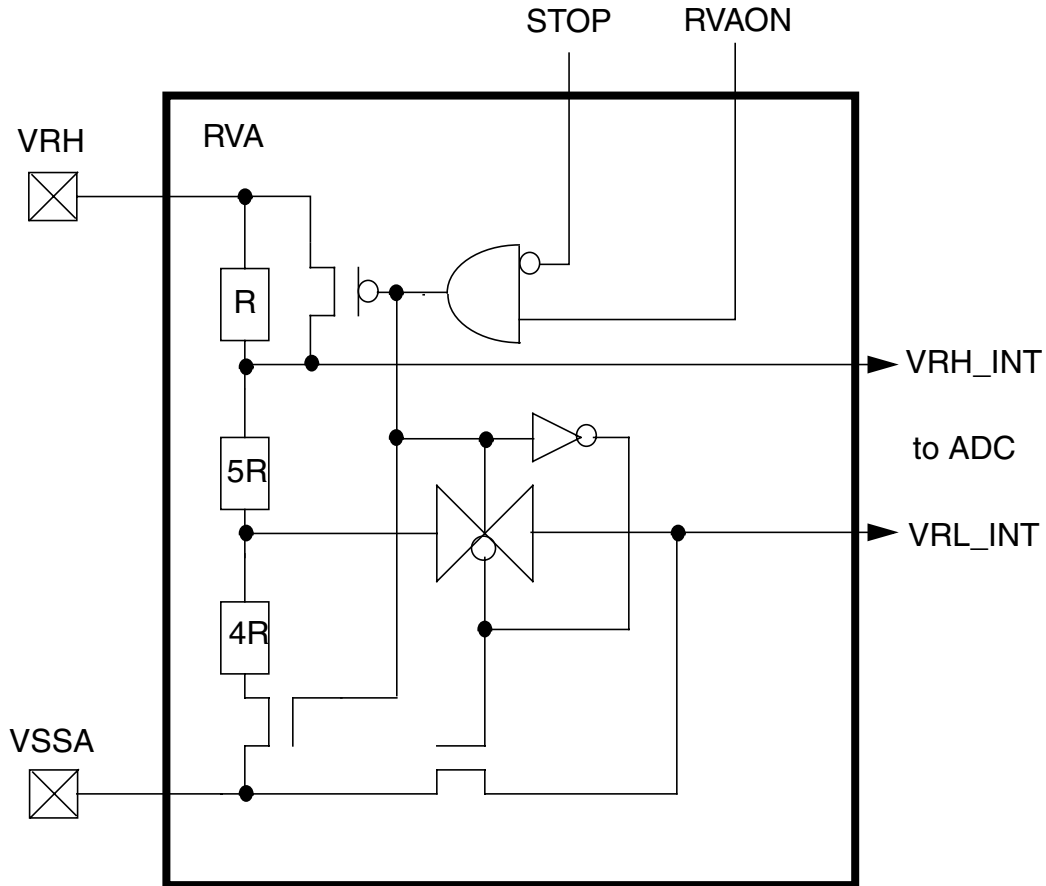 STOP
RVAON
VRH
RVA
R
VRH_INT
to ADC
5R
VRL_INT
4R
VSSA